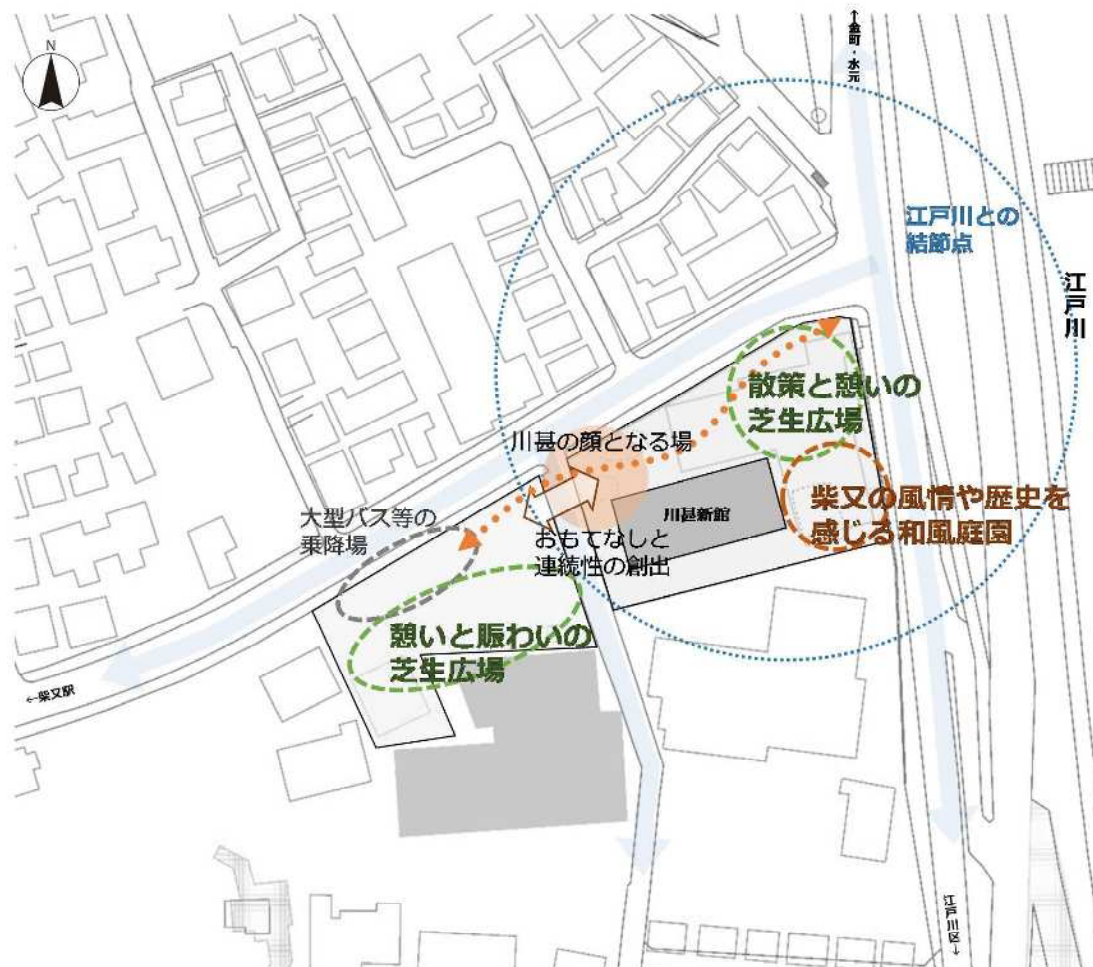 N
↑金町・水元
江戸川との
結節点
江戸川
散策と憩いの
芝生広場
川甚の顔となる場
柴又の風情や歴史を
感じる和風庭園
川甚新館
大型バス等の
乗降場
おもてなしと
連続性の創出
憩いと賑わいの
芝生広場
←柴又駅
江戸川区→